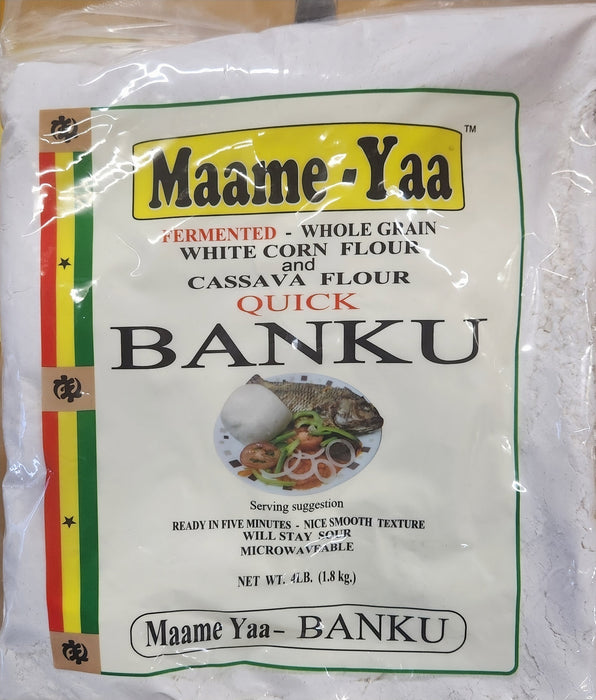 Maame-Yaa TM
FERMENTED - WHOLE GRAIN
WHITE CORN FLOUR
and
CASSAVA FLOUR
QUICK
BANKU
Serving suggestion
READY IN FIVE MINUTES - NICE SMOOTH TEXTURE
WILL STAY SOUR
MICROWAVEABLE
NET WT. 4LB. (1.8 kg.)
Maame Yaa- BANKU